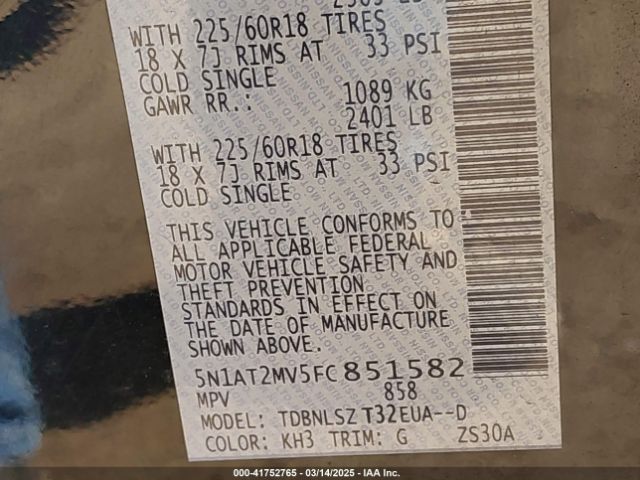 WITH 225/60R18 TIRES
18 X 7J RIMS AT 33 PSI
COLD SINGLE
GAWR RR.: 1089 KG
2401 LB
WITH 225/60R18 TIRES
18 X 7J RIMS AT 33 PSI
COLD SINGLE
THIS VEHICLE CONFORMS TO
ALL APPLICABLE FEDERAL
MOTOR VEHICLE SAFETY AND
THEFT PREVENTION
STANDARDS IN EFFECT ON
THE DATE OF MANUFACTURE
SHOWN ABOVE.
5N1AT2MV5FC851582
MPV 858
MODEL: TDBNLSZ T32EUA--D
COLOR: KH3 TRIM: G ZS30A
000-41752765 - 03/14/2025 - IAA Inc.